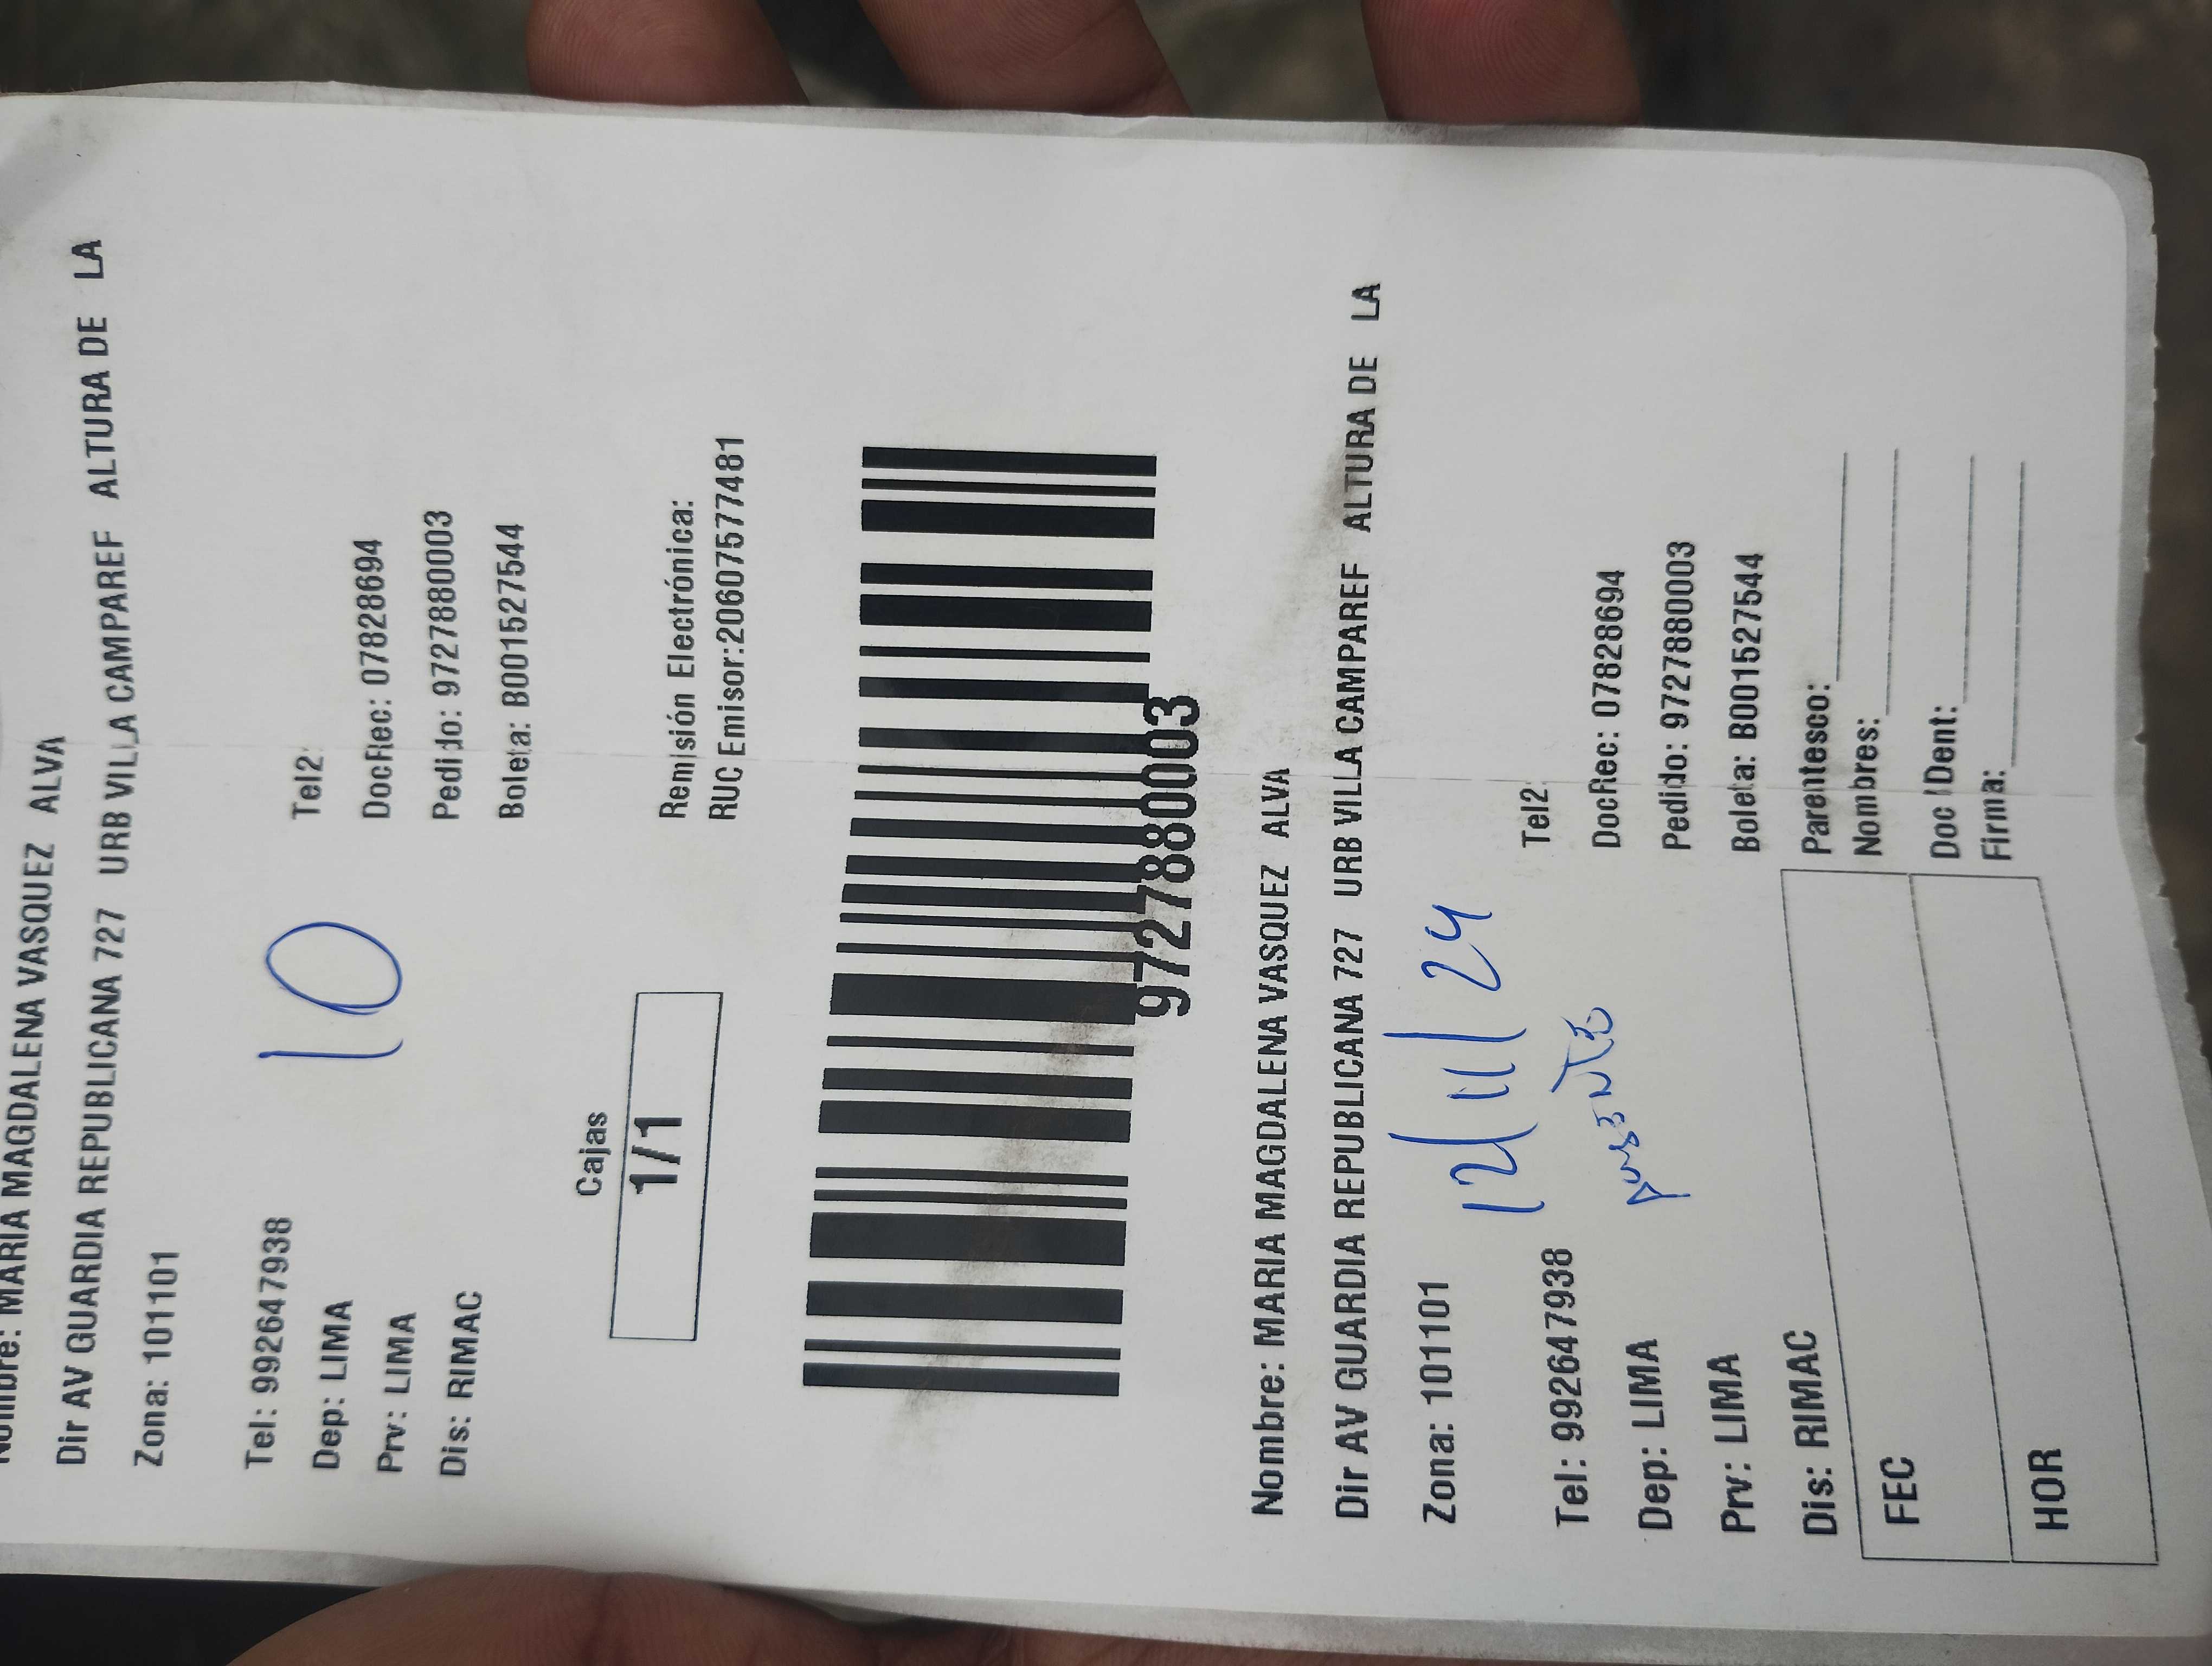 Nombre: MARIA MAGDALENA VASQUEZ ALVA
Dir AV GUARDIA REPUBLICANA 727 URB VILLA CAMPAREF ALTURA DE LA
Zona: 101101
Tel: 992647938
Tel2:
Dep: LIMA
DocRec: 07828694
Prv: LIMA
Pedido: 972788003
Dis: RIMAC
Boleta: B001527544
10
Cajas
1/1
Remisión Electrónica:
RUC Emisor:20607577481
972788003
Nombre: MARIA MAGDALENA VASQUEZ ALVA
Dir AV GUARDIA REPUBLICANA 727 URB VILLA CAMPAREF ALTURA DE LA
Zona: 101101
12/11/24
Tel: 992647938
Tel2:
Dep: LIMA
DocRec: 07828694
Prv: LIMA
Pedido: 972788003
Dis: RIMAC
Boleta: B001527544
FEC
Parentesco:
Nombres:
HOR
Doc IDent:
Firma: